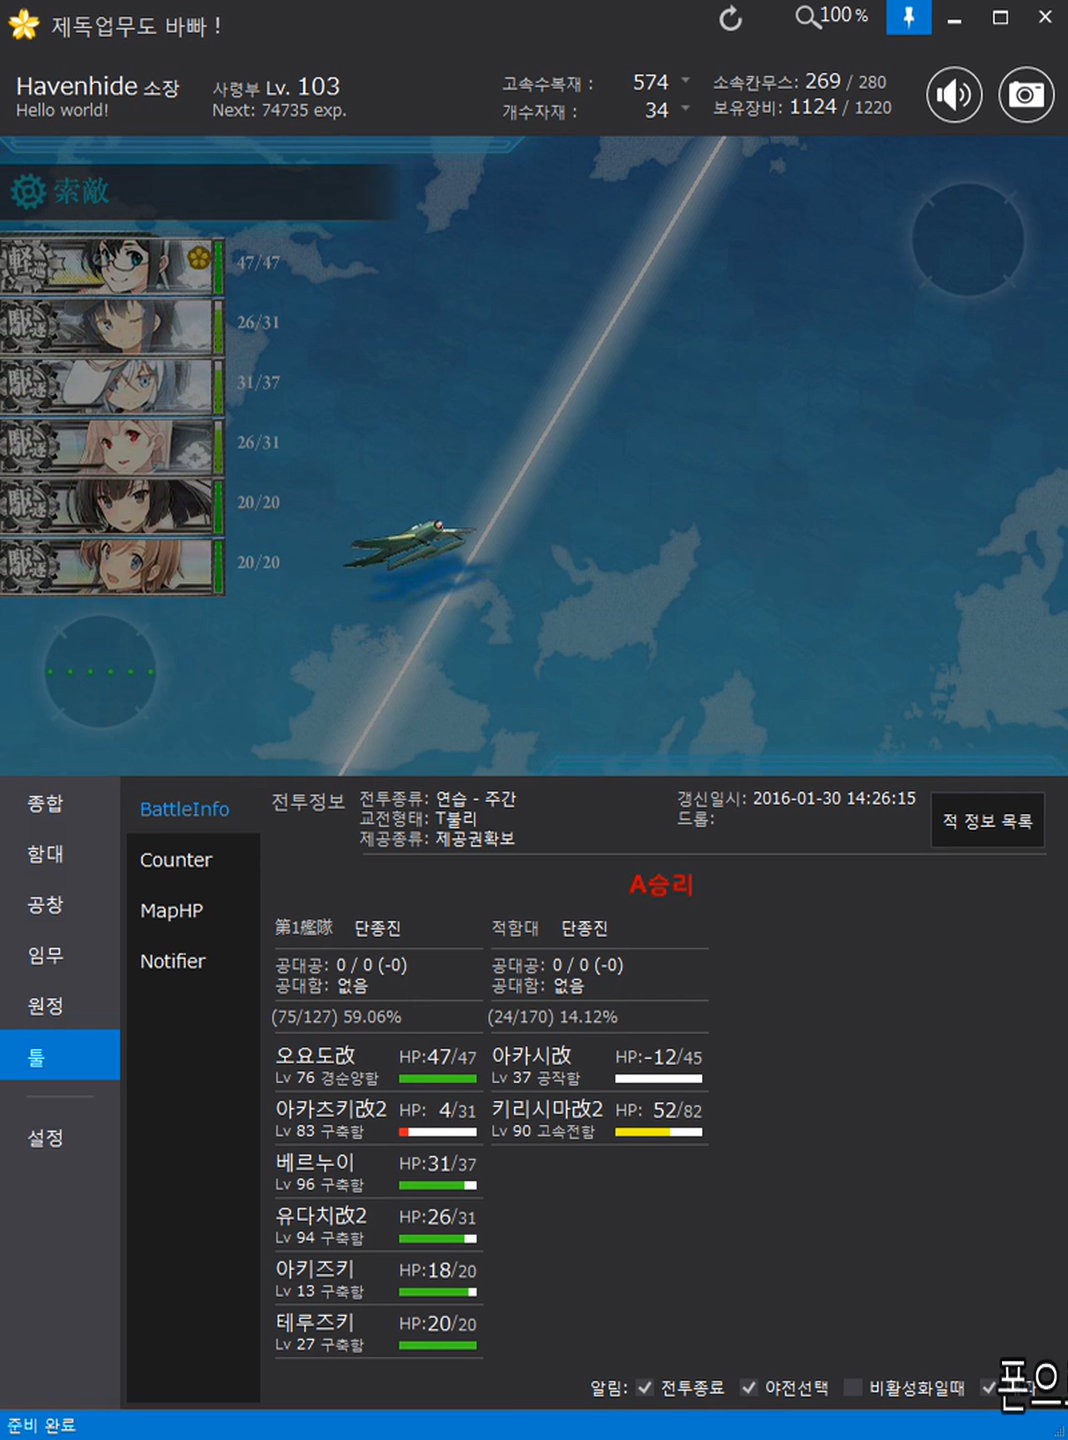 제독업무도 바빠 !
100 %
Havenhide 소장
Hello world!
사령부 Lv. 103
Next: 74735 exp.
고속수복재 : 574
개수자재 : 34
소속칸무스: 269 / 280
보유장비: 1124 / 1220
索敵
47/47
26/31
31/37
26/31
20/20
20/20
종합
함대
공창
임무
원정
툴
설정
BattleInfo
Counter
MapHP
Notifier
전투정보
전투종류: 연습 - 주간
교전형태: T불리
제공종류: 제공권확보
갱신일시: 2016-01-30 14:26:15
드롭:
적 정보 목록
A승리
第1艦隊 단종진
공대공: 0 / 0 (-0)
공대함: 없음
(75/127) 59.06%
오요도改 HP:47/47
Lv 76 경순양함
아카츠키改2 HP: 4/31
Lv 83 구축함
베르누이 HP:31/37
Lv 96 구축함
유다치改2 HP:26/31
Lv 94 구축함
아키즈키 HP:18/20
Lv 13 구축함
테루즈키 HP:20/20
Lv 27 구축함
적함대 단종진
공대공: 0 / 0 (-0)
공대함: 없음
(24/170) 14.12%
아카시改 HP:-12/45
Lv 37 공작함
키리시마改2 HP: 52/82
Lv 90 고속전함
알림: 전투종료 야전선택 비활성화일때
폰으
준비 완료